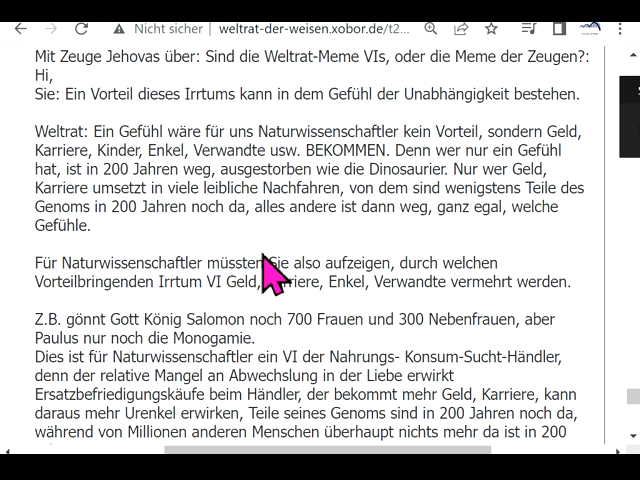 Nicht sicher | weltrat-der-weisen.xobor.de/t2...
Mit Zeuge Jehovas über: Sind die Weltrat-Meme VIs, oder die Meme der Zeugen?:
Hi,
Sie: Ein Vorteil dieses Irrtums kann in dem Gefühl der Unabhängigkeit bestehen.
Weltrat: Ein Gefühl wäre für uns Naturwissenschaftler kein Vorteil, sondern Geld,
Karriere, Kinder, Enkel, Verwandte usw. BEKOMMEN. Denn wer nur ein Gefühl
hat, ist in 200 Jahren weg, ausgestorben wie die Dinosaurier. Nur wer Geld,
Karriere umsetzt in viele leibliche Nachfahren, von dem sind wenigstens Teile des
Genoms in 200 Jahren noch da, alles andere ist dann weg, ganz egal, welche
Gefühle.
Für Naturwissenschaftler müssten Sie also aufzeigen, durch welchen
Vorteilbringenden Irrtum VI Geld, Karriere, Enkel, Verwandte vermehrt werden.
Z.B. gönnt Gott König Salomon noch 700 Frauen und 300 Nebenfrauen, aber
Paulus nur noch die Monogamie.
Dies ist für Naturwissenschaftler ein VI der Nahrungs- Konsum-Sucht-Händler,
denn der relative Mangel an Abwechslung in der Liebe erwirkt
Ersatzbefriedigungskäufe beim Händler, der bekommt mehr Geld, Karriere, kann
daraus mehr Urenkel erwirken, Teile seines Genoms sind in 200 Jahren noch da,
während von Millionen anderen Menschen überhaupt nichts mehr da ist in 200